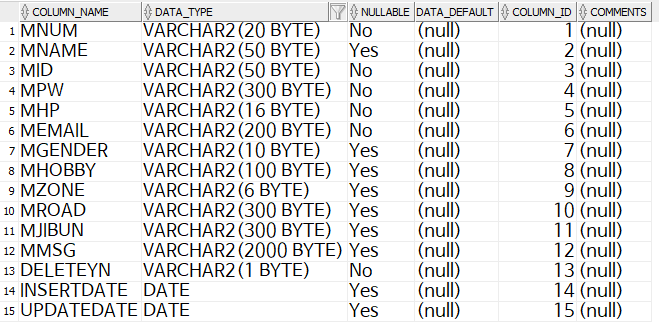 COLUMN_NAME DATA_TYPE NULLABLE DATA_DEFAULT COLUMN_ID COMMENTS
1 MNUM VARCHAR2(20 BYTE) No (null) 1 (null)
2 MNAME VARCHAR2(50 BYTE) Yes (null) 2 (null)
3 MID VARCHAR2(50 BYTE) No (null) 3 (null)
4 MPW VARCHAR2(300 BYTE) No (null) 4 (null)
5 MHP VARCHAR2(16 BYTE) No (null) 5 (null)
6 MEMAIL VARCHAR2(200 BYTE) No (null) 6 (null)
7 MGENDER VARCHAR2(10 BYTE) Yes (null) 7 (null)
8 MHOBBY VARCHAR2(100 BYTE) Yes (null) 8 (null)
9 MZONE VARCHAR2(6 BYTE) Yes (null) 9 (null)
10 MROAD VARCHAR2(300 BYTE) Yes (null) 10 (null)
11 MJIBUN VARCHAR2(300 BYTE) Yes (null) 11 (null)
12 MMSG VARCHAR2(2000 BYTE) Yes (null) 12 (null)
13 DELETEYN VARCHAR2(1 BYTE) No (null) 13 (null)
14 INSERTDATE DATE Yes (null) 14 (null)
15 UPDATEDATE DATE Yes (null) 15 (null)